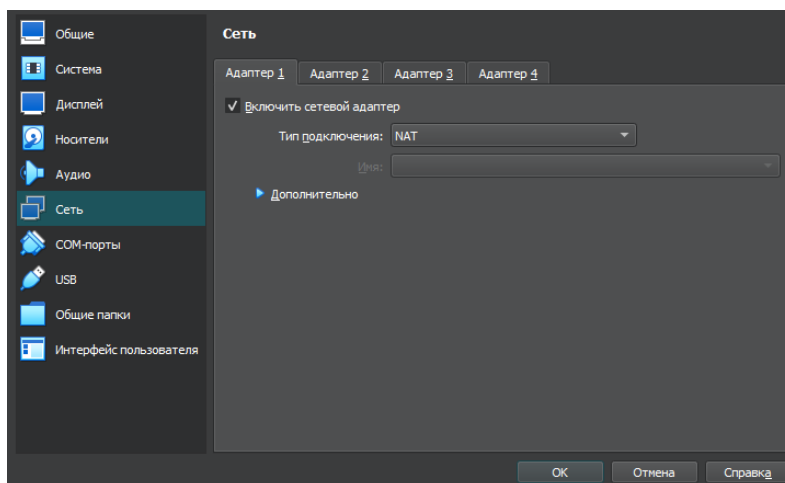 Общие
Система
Дисплей
Носители
Аудио
Сеть
COM-порты
USB
Общие папки
Интерфейс пользователя
Сеть
Адаптер 1 Адаптер 2 Адаптер 3 Адаптер 4
Включить сетевой адаптер
Тип подключения: NAT
Имя:
Дополнительно
OK Отмена Справка